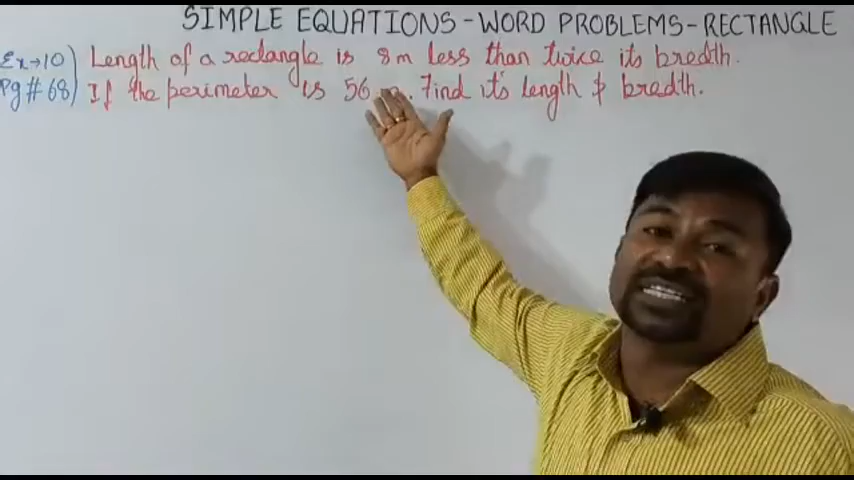 SIMPLE EQUATIONS - WORD PROBLEMS - RECTANGLE
Ex→10) Length of a rectangle is 8m less than twice its bredth.
Pg # 68) If the perimeter is 56 . Find it's length & bredth.